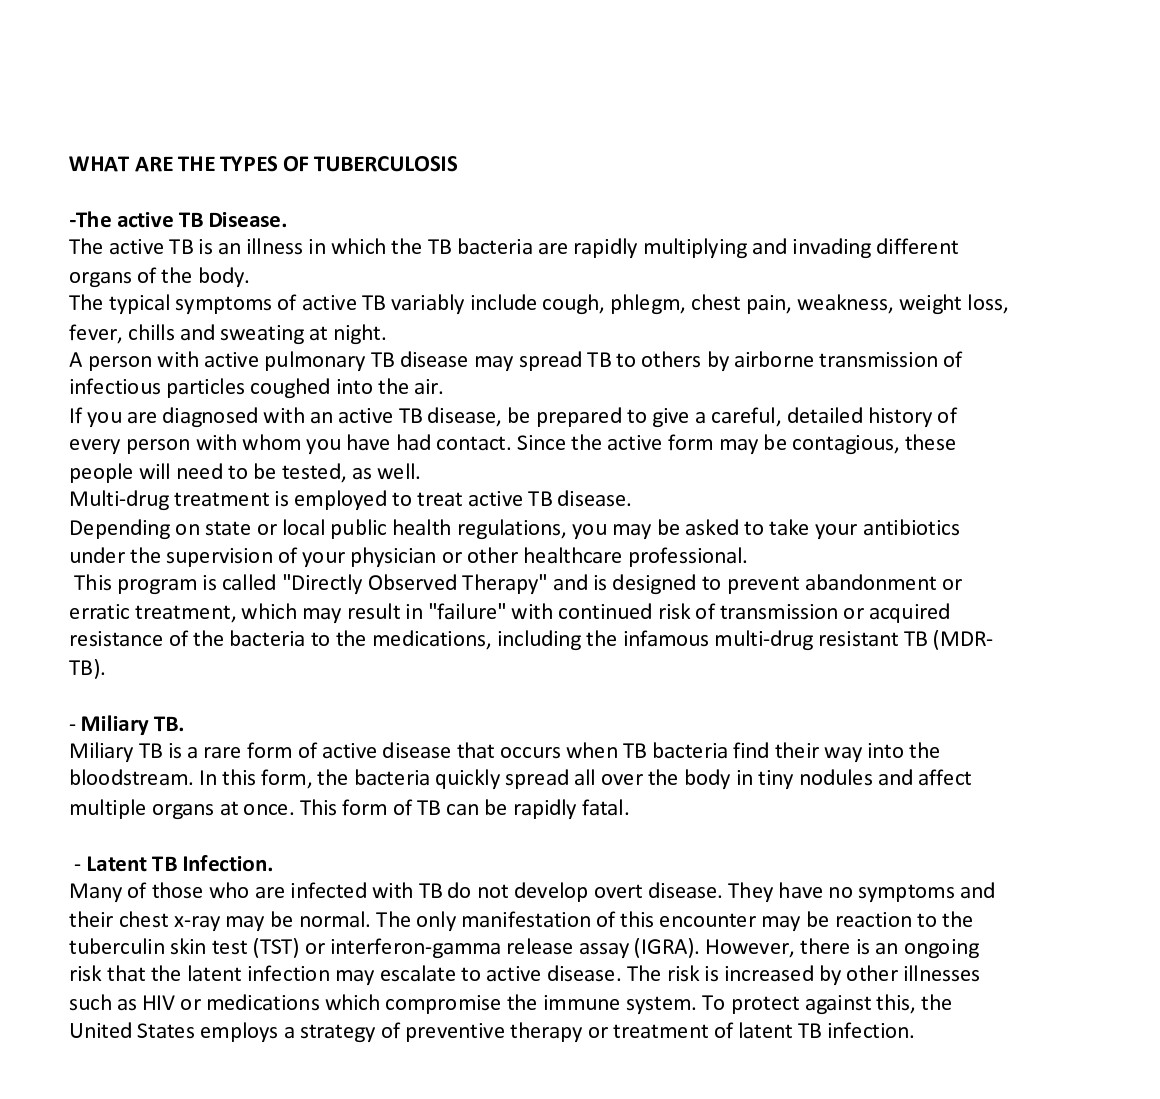 WHAT ARE THE TYPES OF TUBERCULOSIS
-The active TB Disease.
The active TB is an illness in which the TB bacteria are rapidly multiplying and invading different
organs of the body.
The typical symptoms of active TB variably include cough, phlegm, chest pain, weakness, weight loss,
fever, chills and sweating at night.
A person with active pulmonary TB disease may spread TB to others by airborne transmission of
infectious particles coughed into the air.
If you are diagnosed with an active TB disease, be prepared to give a careful, detailed history of
every person with whom you have had contact. Since the active form may be contagious, these
people will need to be tested, as well.
Multi-drug treatment is employed to treat active TB disease.
Depending on state or local public health regulations, you may be asked to take your antibiotics
under the supervision of your physician or other healthcare professional.
This program is called "Directly Observed Therapy" and is designed to prevent abandonment or
erratic treatment, which may result in "failure" with continued risk of transmission or acquired
resistance of the bacteria to the medications, including the infamous multi-drug resistant TB (MDR-
TB).
- Miliary TB.
Miliary TB is a rare form of active disease that occurs when TB bacteria find their way into the
bloodstream. In this form, the bacteria quickly spread all over the body in tiny nodules and affect
multiple organs at once. This form of TB can be rapidly fatal.
- Latent TB Infection.
Many of those who are infected with TB do not develop overt disease. They have no symptoms and
their chest x-ray may be normal. The only manifestation of this encounter may be reaction to the
tuberculin skin test (TST) or interferon-gamma release assay (IGRA). However, there is an ongoing
risk that the latent infection may escalate to active disease. The risk is increased by other illnesses
such as HIV or medications which compromise the immune system. To protect against this, the
United States employs a strategy of preventive therapy or treatment of latent TB infection.